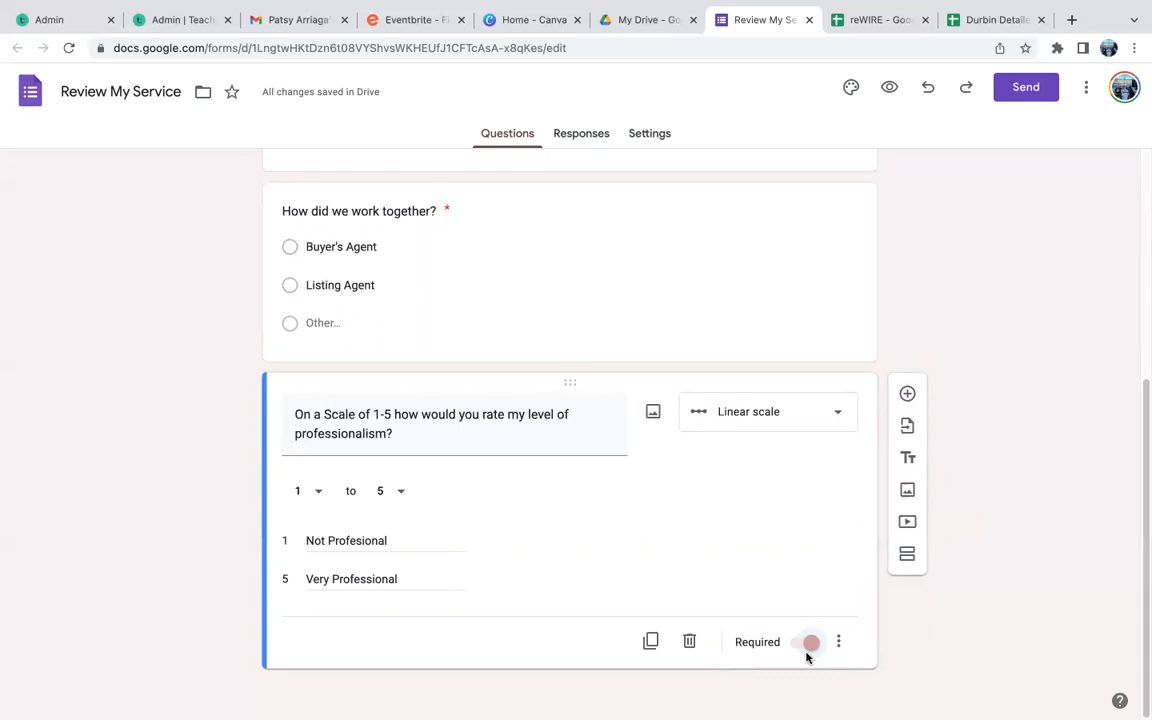 Admin
Admin | Teach
Patsy Arriaga
Eventbrite - Fi
Home - Canva
My Drive - Go
Review My Se
reWIRE - Goo
Durbin Detaile
docs.google.com/forms/d/1LngtwHKtDzn6t08VYShvsWKHEUfJ1CFTcAsA-x8qKes/edit
Review My Service
All changes saved in Drive
Send
Questions
Responses
Settings
How did we work together? *
Buyer's Agent
Listing Agent
Other...
On a Scale of 1-5 how would you rate my level of
professionalism?
Linear scale
1 to 5
1 Not Profesional
5 Very Professional
Required